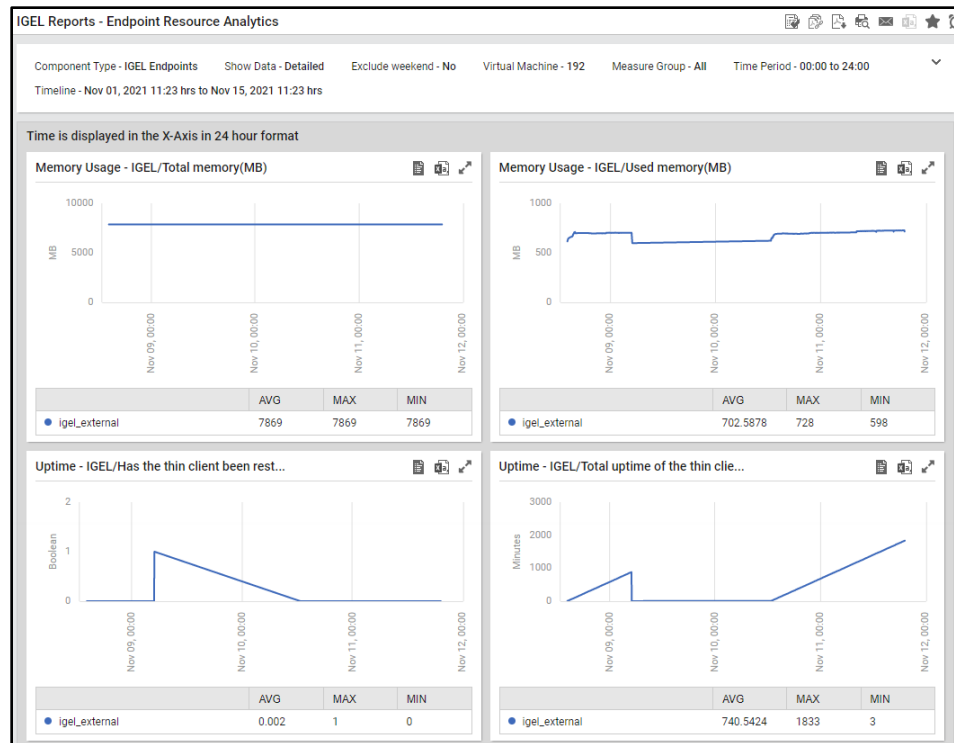 IGEL Reports - Endpoint Resource Analytics
Component Type - IGEL Endpoints Show Data - Detailed Exclude weekend - No Virtual Machine - 192 Measure Group - All Time Period - 00:00 to 24:00
Timeline - Nov 01, 2021 11:23 hrs to Nov 15, 2021 11:23 hrs
Time is displayed in the X-Axis in 24 hour format
Memory Usage - IGEL/Total memory(MB)
10000
5000
0
MB
Nov 09, 00:00
Nov 10, 00:00
Nov 11, 00:00
Nov 12, 00:00
AVG MAX MIN
igel_external 7869 7869 7869
Memory Usage - IGEL/Used memory(MB)
1000
500
0
MB
Nov 09, 00:00
Nov 10, 00:00
Nov 11, 00:00
Nov 12, 00:00
AVG MAX MIN
igel_external 702.5878 728 598
Uptime - IGEL/Has the thin client been rest...
2
1
0
Boolean
Nov 09, 00:00
Nov 10, 00:00
Nov 11, 00:00
Nov 12, 00:00
AVG MAX MIN
igel_external 0.002 1 0
Uptime - IGEL/Total uptime of the thin clie...
3000
2000
1000
0
Minutes
Nov 09, 00:00
Nov 10, 00:00
Nov 11, 00:00
Nov 12, 00:00
AVG MAX MIN
igel_external 740.5424 1833 3